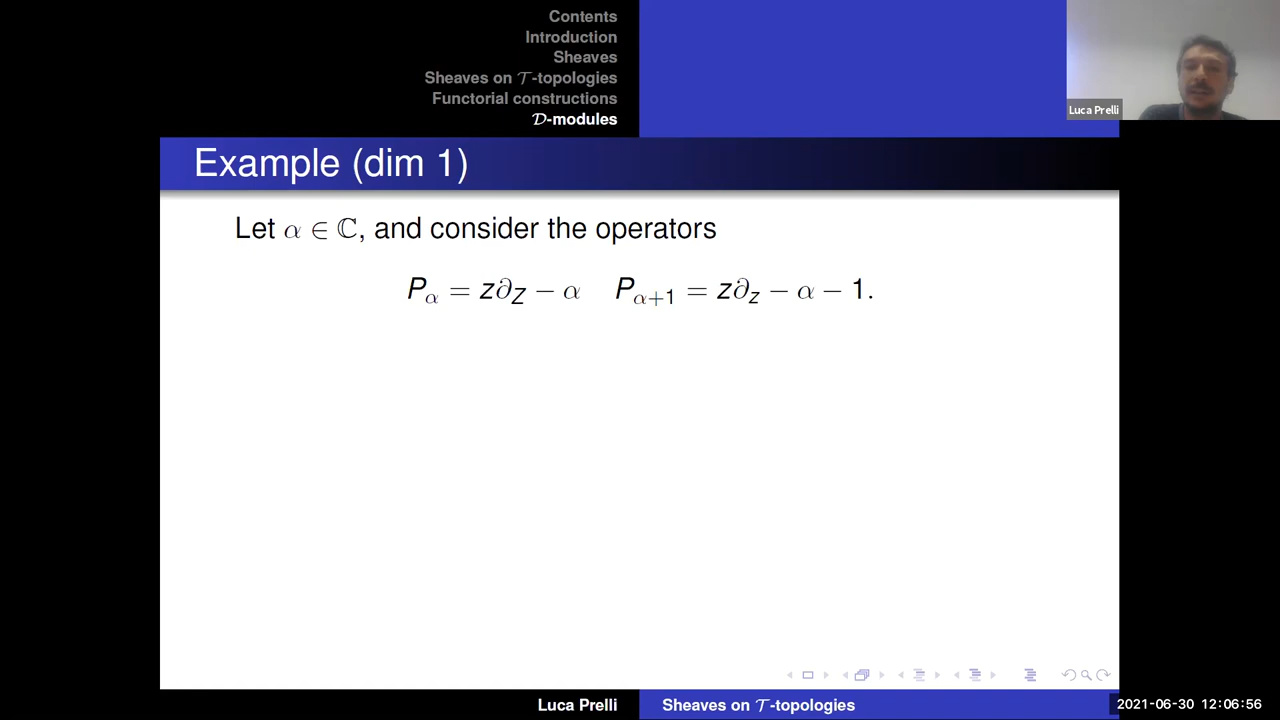 Contents
Introduction
Sheaves
Sheaves on 𝒯-topologies
Functorial constructions
𝒟-modules
Luca Prelli
Example (dim 1)
Let α ∈ ℂ, and consider the operators
P_α = z∂_Z − α P_{α+1} = z∂_z − α − 1.
Luca Prelli
Sheaves on 𝒯-topologies
2021-06-30 12:06:56